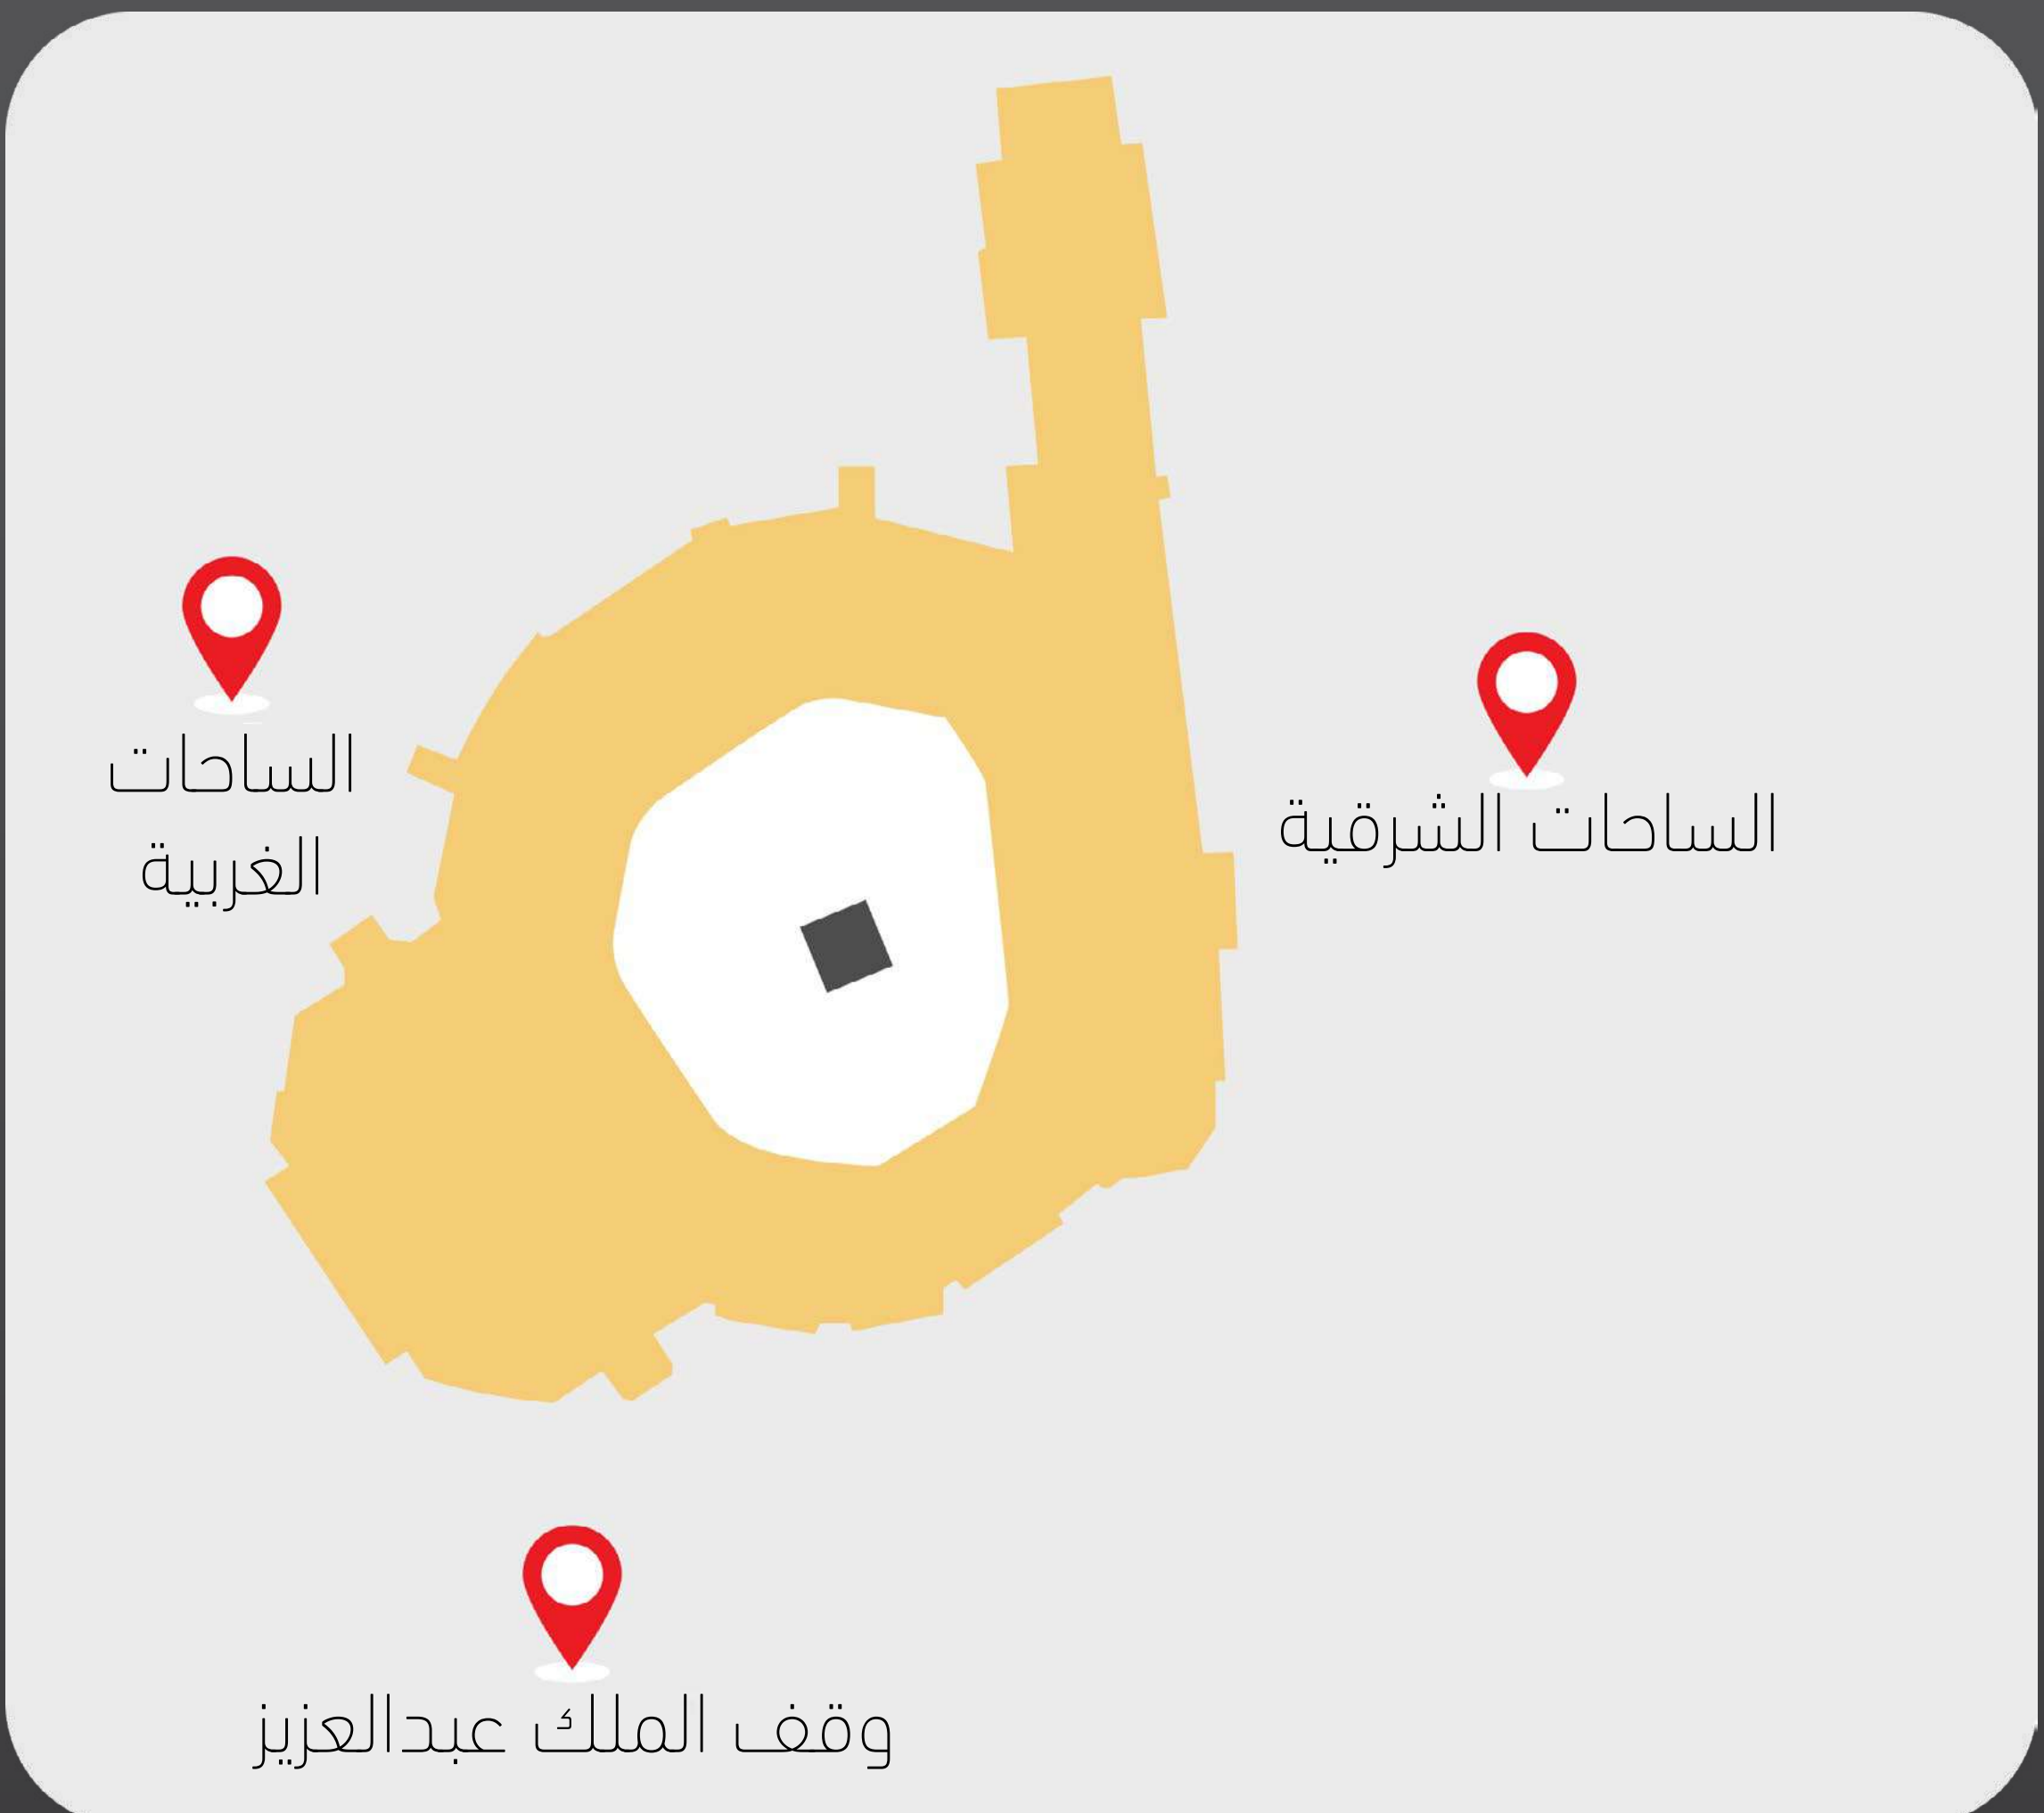 الساحات
الغربية
الساحات الشرقية
وقف الملك عبدالعزيز